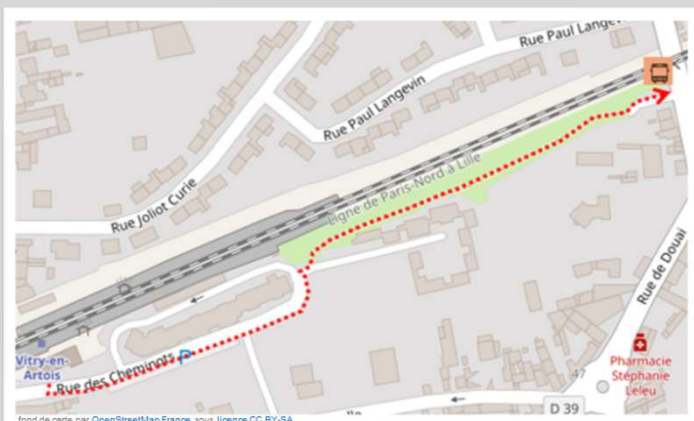 Rue Paul Langevin
Rue Paul Langevin
Rue Joliot Curie
Ligne de Paris-Nord à Lille
Rue de Douai
Vitry-en-
Artois
Rue des Cheminots
P
Pharmacie
Stéphanie
Leleu
47
D 39
fond de carte par OpenStreetMap France, sous licence CC BY-SA